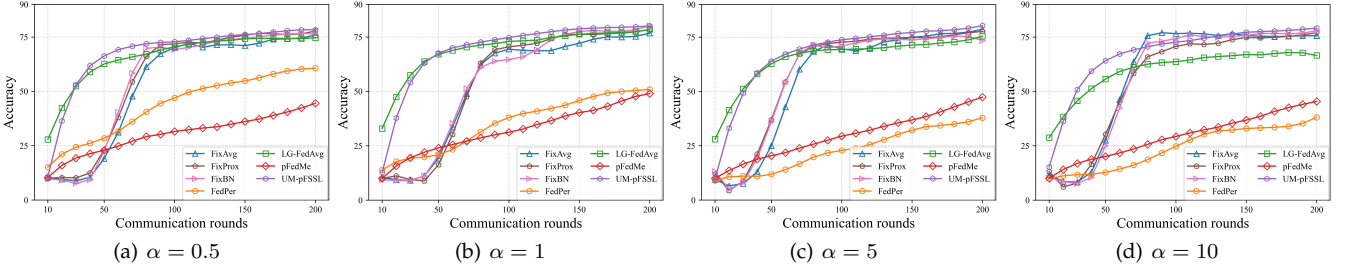 90
75
50
25
0
Accuracy
10
50
100
150
200
Communication rounds
FixAvg
FixProx
FixBN
FedPer
LG-FedAvg
pFedMe
UM-pFSSL
(a) α = 0.5
90
75
50
25
0
Accuracy
10
50
100
150
200
Communication rounds
FixAvg
FixProx
FixBN
FedPer
LG-FedAvg
pFedMe
UM-pFSSL
(b) α = 1
90
75
50
25
0
Accuracy
10
50
100
150
200
Communication rounds
FixAvg
FixProx
FixBN
FedPer
LG-FedAvg
pFedMe
UM-pFSSL
(c) α = 5
90
75
50
25
0
Accuracy
10
50
100
150
200
Communication rounds
FixAvg
FixProx
FixBN
FedPer
LG-FedAvg
pFedMe
UM-pFSSL
(d) α = 10